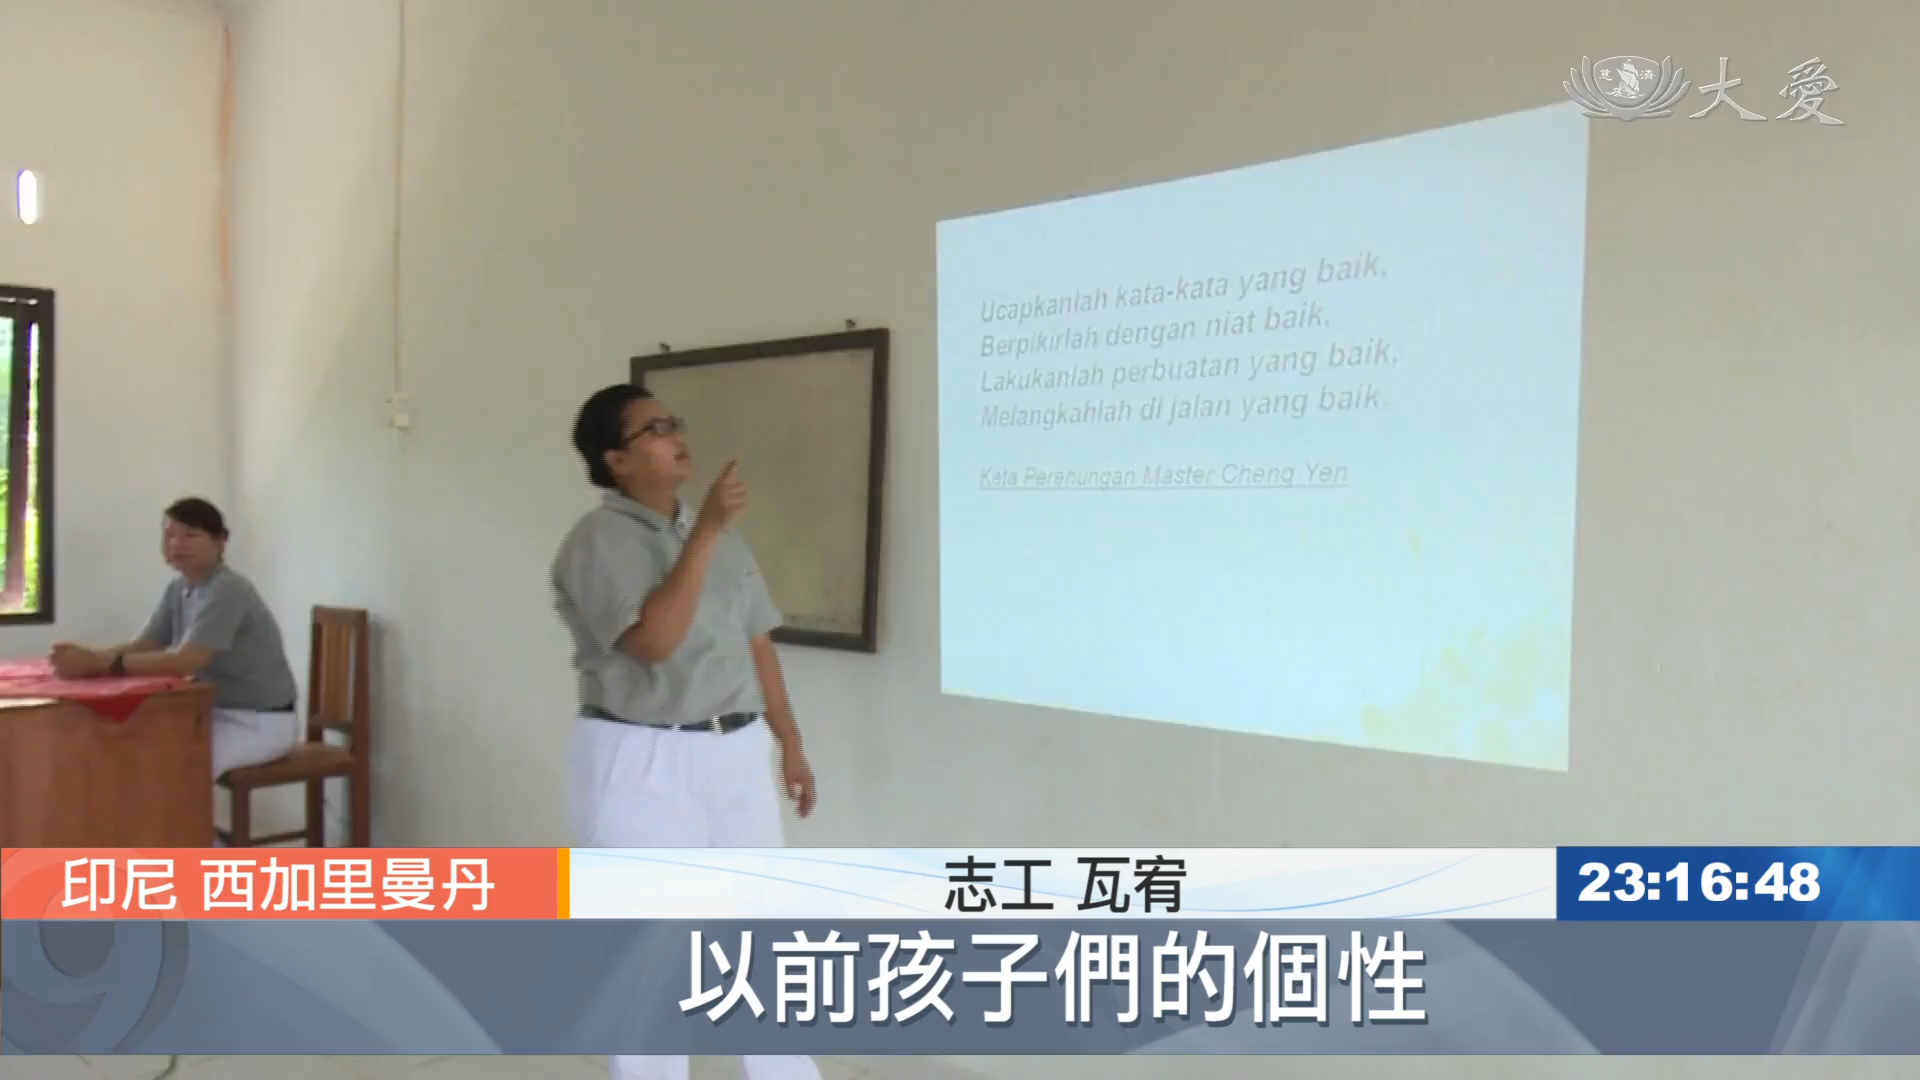 慈濟
大愛
Ucapkanlah kata-kata yang baik,
Berpikirlah dengan niat baik,
Lakukanlah perbuatan yang baik,
Melangkahlah di jalan yang baik.
Kata Perenungan Master Cheng Yen
印尼 西加里曼丹
志工 瓦宥
23:16:48
以前孩子們的個性